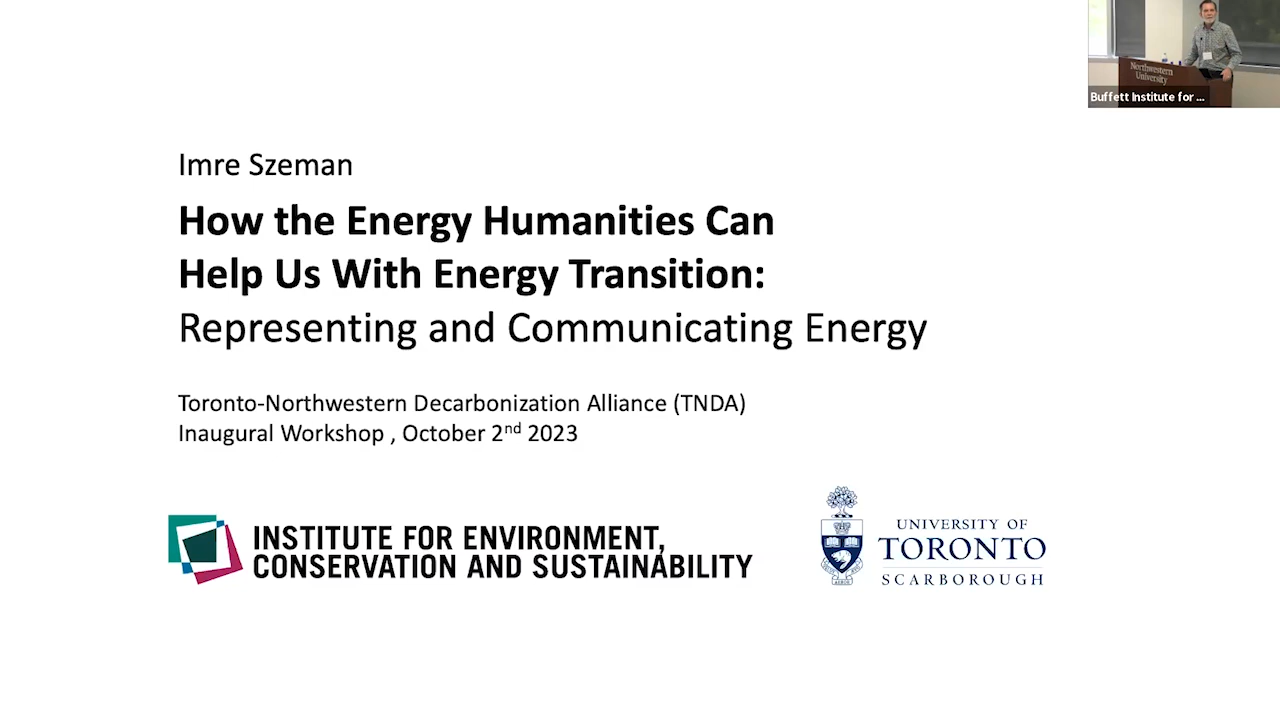 Northwestern
University
Buffett Institute for ...
Imre Szeman
How the Energy Humanities Can
Help Us With Energy Transition:
Representing and Communicating Energy
Toronto-Northwestern Decarbonization Alliance (TNDA)
Inaugural Workshop , October 2nd 2023
INSTITUTE FOR ENVIRONMENT,
CONSERVATION AND SUSTAINABILITY
UNIVERSITY OF
TORONTO
SCARBOROUGH